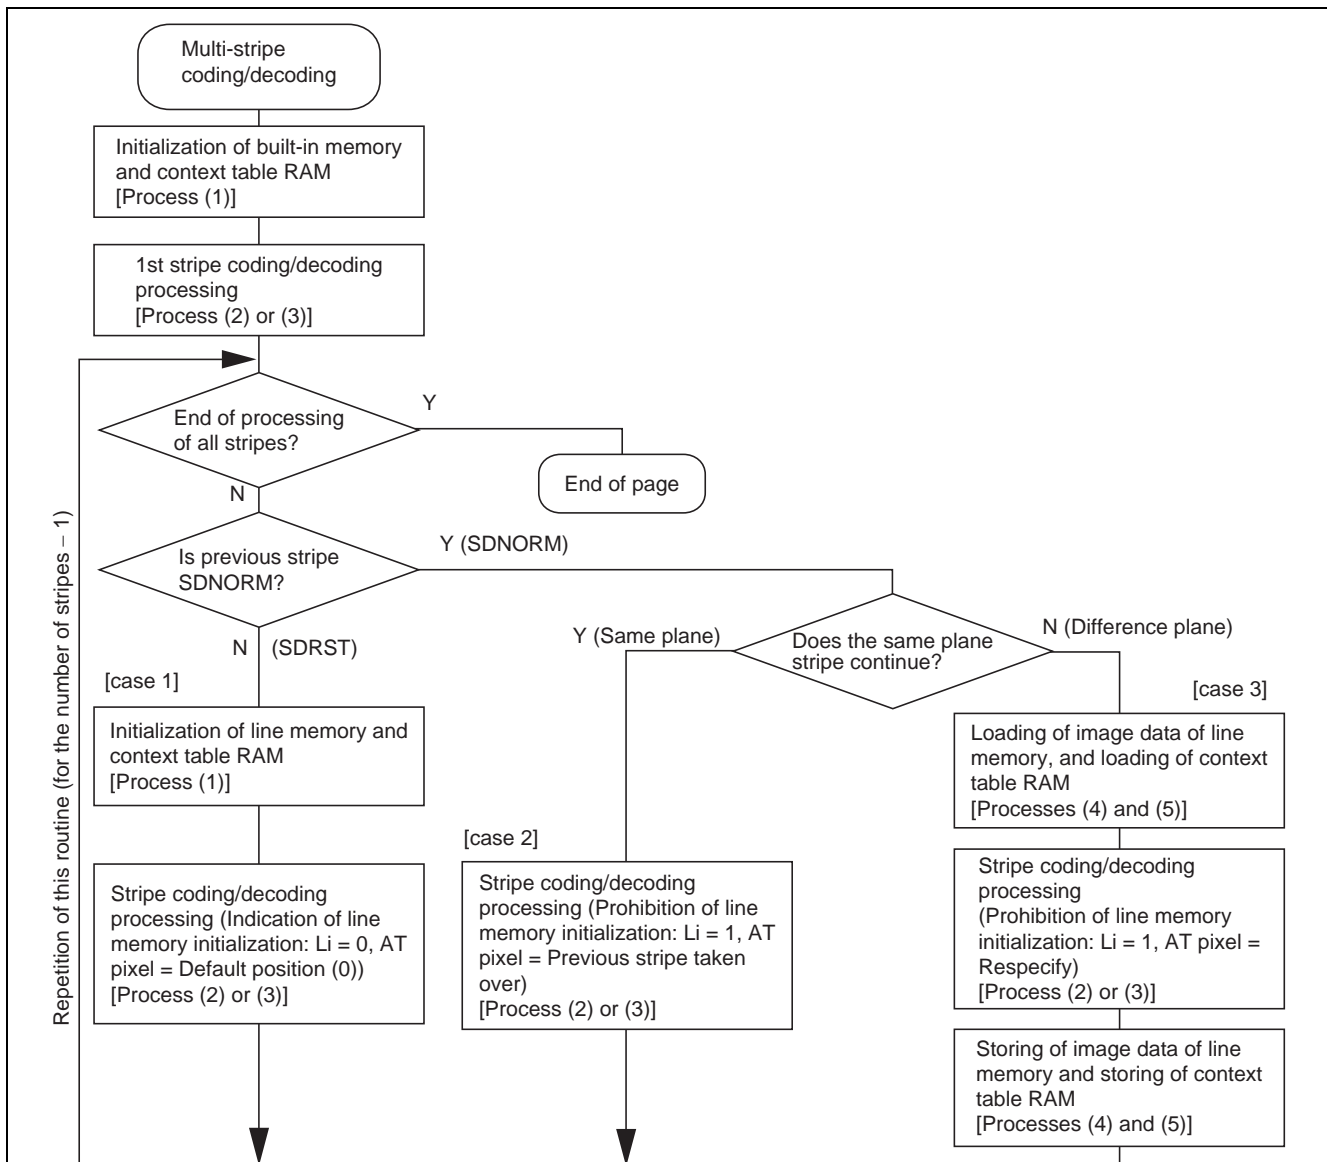 Multi-stripe
coding/decoding
Initialization of built-in memory
and context table RAM
[Process (1)]
1st stripe coding/decoding
processing
[Process (2) or (3)]
End of processing
of all stripes?
Y
End of page
N
Is previous stripe
SDNORM?
Y (SDNORM)
N (SDRST)
Does the same plane
stripe continue?
Y (Same plane)
N (Difference plane)
[case 1]
Initialization of line memory and
context table RAM
[Process (1)]
Stripe coding/decoding
processing (Indication of line
memory initialization: Li = 0, AT
pixel = Default position (0))
[Process (2) or (3)]
[case 2]
Stripe coding/decoding
processing (Prohibition of line
memory initialization: Li = 1, AT
pixel = Previous stripe taken
over)
[Process (2) or (3)]
[case 3]
Loading of image data of line
memory, and loading of context
table RAM
[Processes (4) and (5)]
Stripe coding/decoding
processing
(Prohibition of line memory
initialization: Li = 1, AT pixel =
Respecify)
[Process (2) or (3)]
Storing of image data of line
memory and storing of context
table RAM
[Processes (4) and (5)]
Repetition of this routine (for the number of stripes – 1)